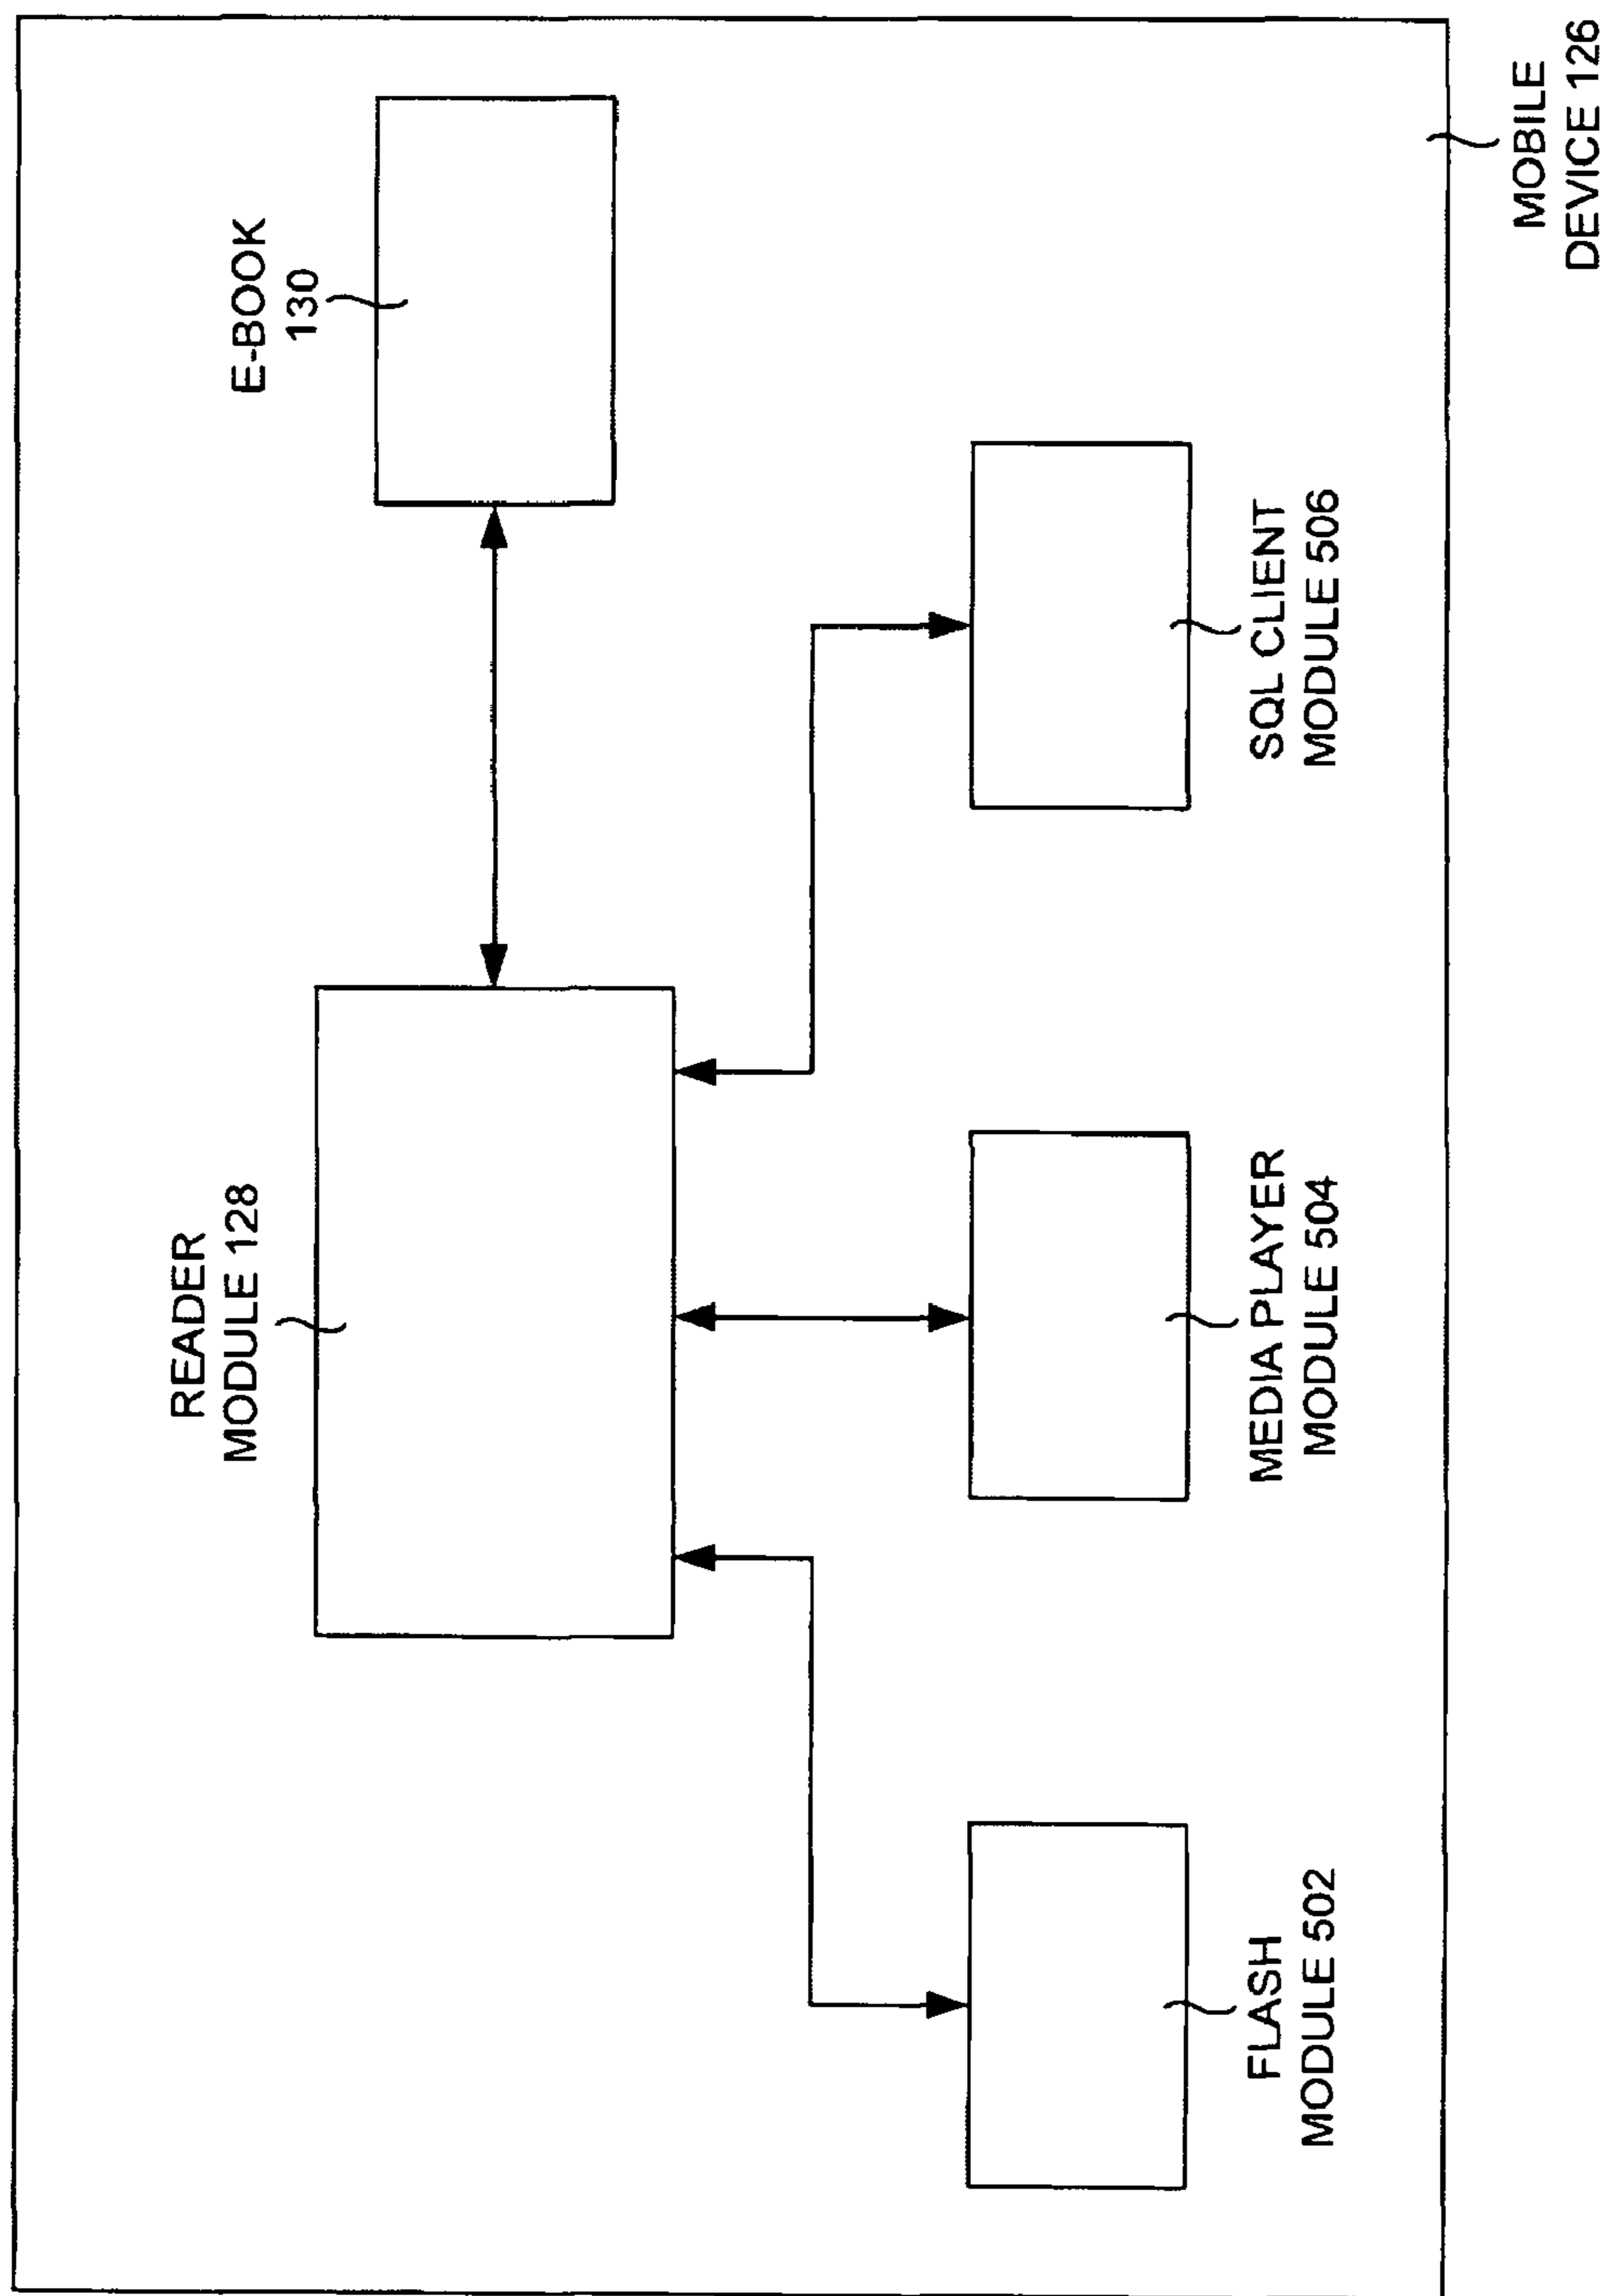 READER
MODULE 128
E-BOOK
130
FLASH
MODULE 502
MEDIA PLAYER
MODULE 504
SQL CLIENT
MODULE 506
MOBILE
DEVICE 126